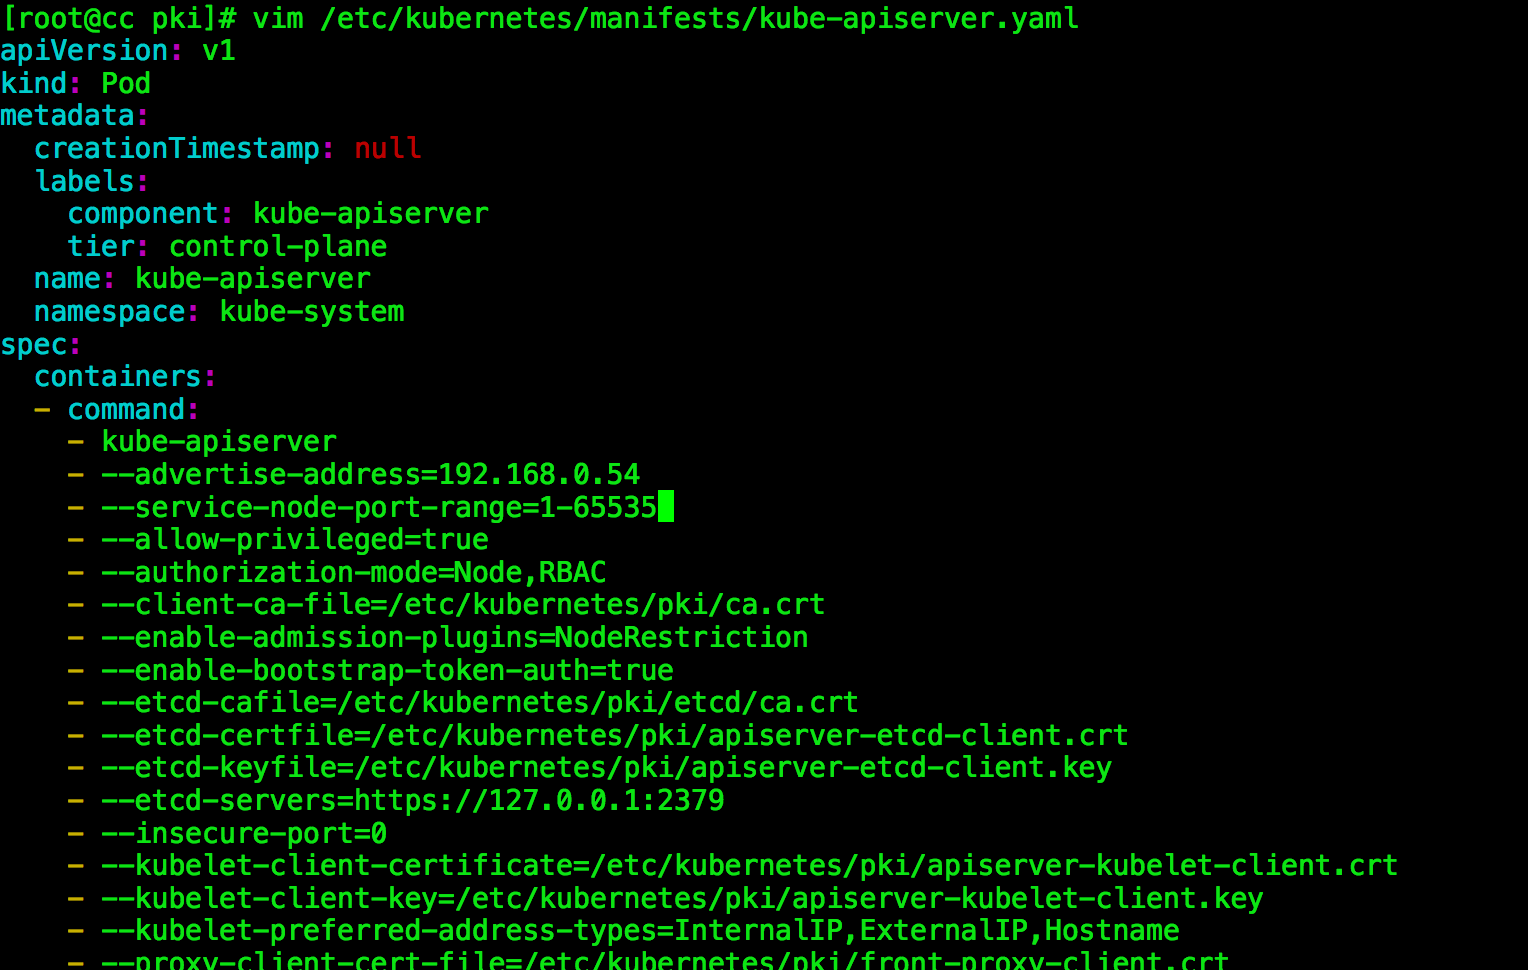 [root@cc pki]# vim /etc/kubernetes/manifests/kube-apiserver.yaml
apiVersion: v1
kind: Pod
metadata:
  creationTimestamp: null
  labels:
    component: kube-apiserver
    tier: control-plane
  name: kube-apiserver
  namespace: kube-system
spec:
  containers:
  - command:
    - kube-apiserver
    - --advertise-address=192.168.0.54
    - --service-node-port-range=1-65535
    - --allow-privileged=true
    - --authorization-mode=Node,RBAC
    - --client-ca-file=/etc/kubernetes/pki/ca.crt
    - --enable-admission-plugins=NodeRestriction
    - --enable-bootstrap-token-auth=true
    - --etcd-cafile=/etc/kubernetes/pki/etcd/ca.crt
    - --etcd-certfile=/etc/kubernetes/pki/apiserver-etcd-client.crt
    - --etcd-keyfile=/etc/kubernetes/pki/apiserver-etcd-client.key
    - --etcd-servers=https://127.0.0.1:2379
    - --insecure-port=0
    - --kubelet-client-certificate=/etc/kubernetes/pki/apiserver-kubelet-client.crt
    - --kubelet-client-key=/etc/kubernetes/pki/apiserver-kubelet-client.key
    - --kubelet-preferred-address-types=InternalIP,ExternalIP,Hostname
    - --proxy-client-cert-file=/etc/kubernetes/pki/front-proxy-client.crt